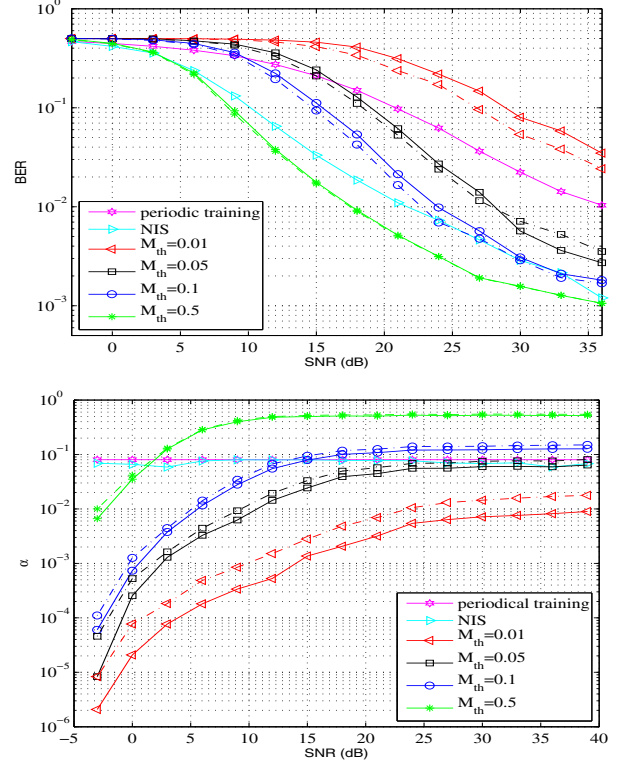 10^0
10^-1
10^-2
10^-3
BER
periodic training
NIS
M_th=0.01
M_th=0.05
M_th=0.1
M_th=0.5
0 5 10 15 20 25 30 35
SNR (dB)
10^0
10^-1
10^-2
10^-3
10^-4
10^-5
10^-6
α
periodical training
NIS
M_th=0.01
M_th=0.05
M_th=0.1
M_th=0.5
-5 0 5 10 15 20 25 30 35 40
SNR (dB)